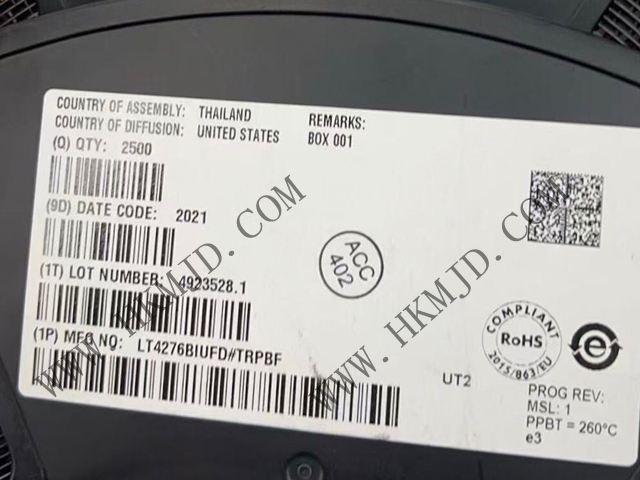 COUNTRY OF ASSEMBLY: THAILAND
COUNTRY OF DIFFUSION: UNITED STATES
REMARKS:
BOX 001
(Q) QTY: 2500
(9D) DATE CODE: 2021
(1T) LOT NUMBER: 4923528.1
(1P) MFG NO: LT4276BIUFD#TRPBF
ACC
402
COMPLIANT
RoHS
2015/863/EU
e
UT2
PROG REV:
MSL: 1
PPBT = 260°C
e3
WWW.HKMJD.COM
WWW.HKMJD.COM